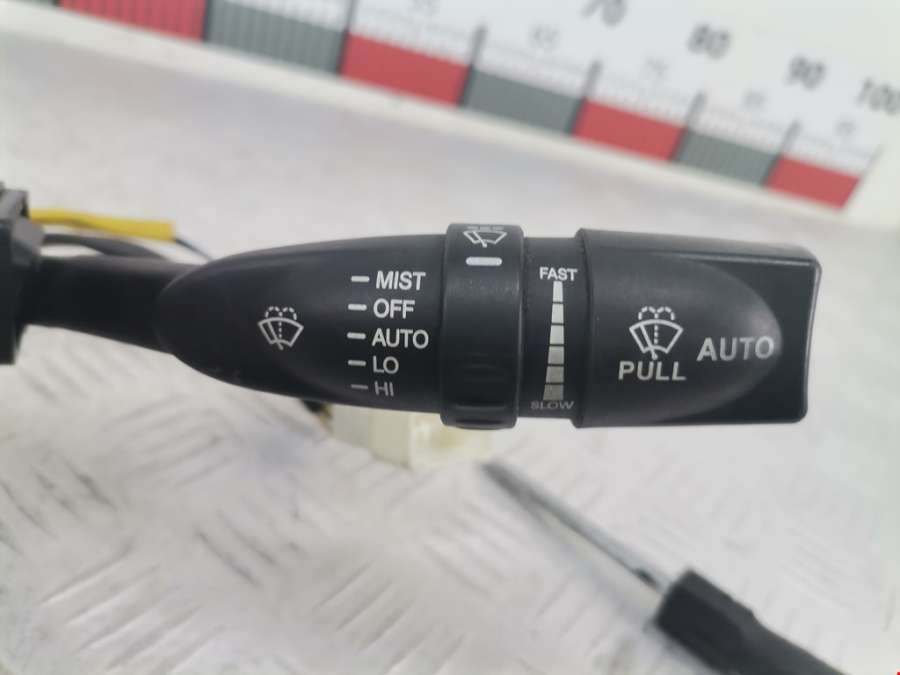 70
80
90
100
MIST
OFF
AUTO
LO
HI
FAST
SLOW
PULL AUTO